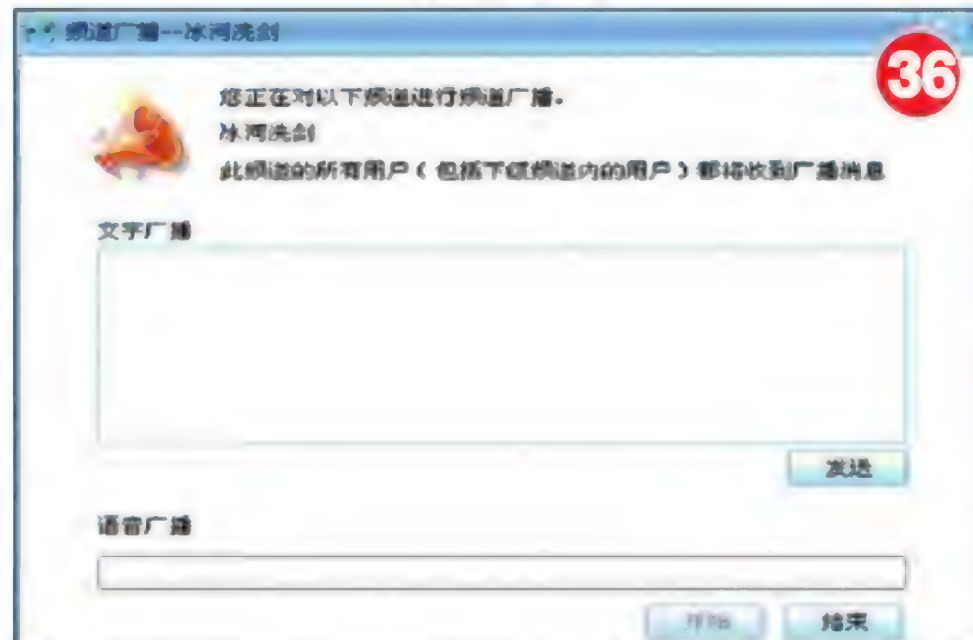 频道广播--冰河洗剑
36
您正在对以下频道进行频道广播。
冰河洗剑
此频道的所有用户(包括下级频道内的用户)都将收到广播消息
文字广播
发送
语音广播
结束